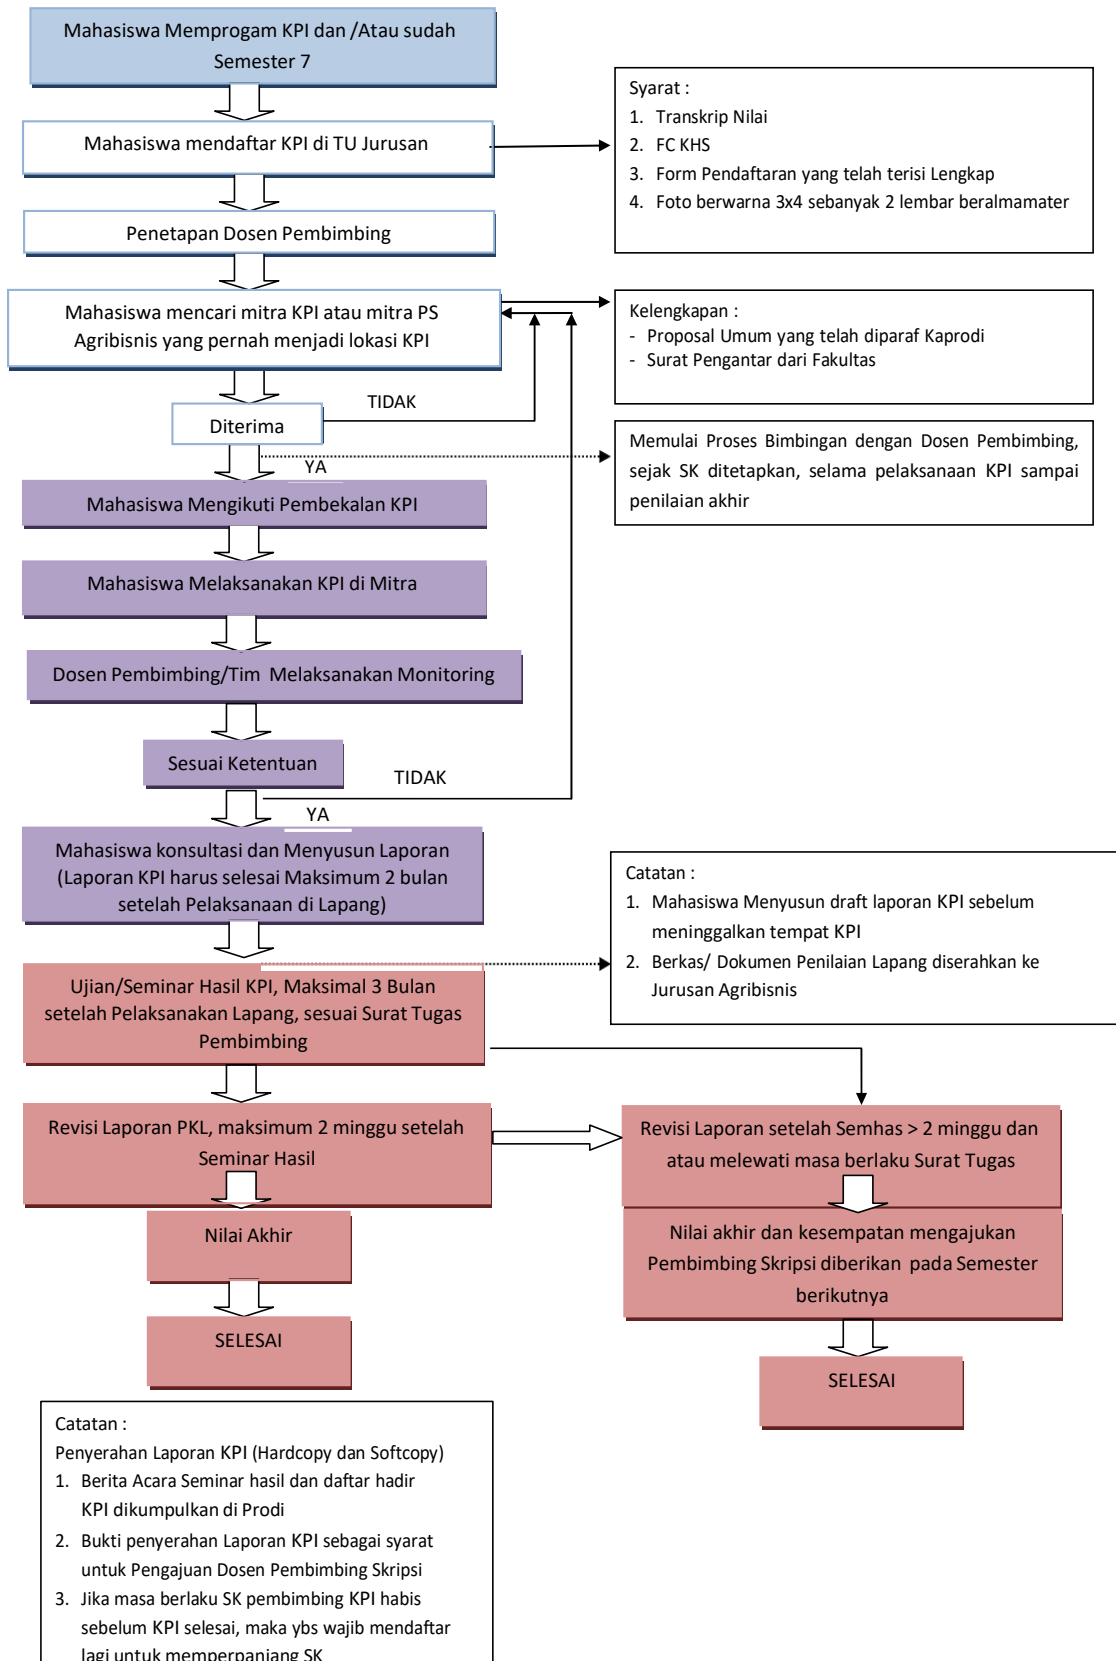 Mahasiswa Memprogam KPI dan /Atau sudah
Semester 7
Mahasiswa mendaftar KPI di TU Jurusan
Syarat :
1. Transkrip Nilai
2. FC KHS
3. Form Pendaftaran yang telah terisi Lengkap
4. Foto berwarna 3x4 sebanyak 2 lembar beralmamater
Penetapan Dosen Pembimbing
Mahasiswa mencari mitra KPI atau mitra PS
Agribisnis yang pernah menjadi lokasi KPI
Kelengkapan :
- Proposal Umum yang telah diparaf Kaprodi
- Surat Pengantar dari Fakultas
TIDAK
Diterima
YA
Memulai Proses Bimbingan dengan Dosen Pembimbing,
sejak SK ditetapkan, selama pelaksanaan KPI sampai
penilaian akhir
Mahasiswa Mengikuti Pembekalan KPI
Mahasiswa Melaksanakan KPI di Mitra
Dosen Pembimbing/Tim Melaksanakan Monitoring
Sesuai Ketentuan
TIDAK
YA
Mahasiswa konsultasi dan Menyusun Laporan
(Laporan KPI harus selesai Maksimum 2 bulan
setelah Pelaksanaan di Lapang)
Catatan :
1. Mahasiswa Menyusun draft laporan KPI sebelum
meninggalkan tempat KPI
2. Berkas/ Dokumen Penilaian Lapang diserahkan ke
Jurusan Agribisnis
Ujian/Seminar Hasil KPI, Maksimal 3 Bulan
setelah Pelaksanakan Lapang, sesuai Surat Tugas
Pembimbing
Revisi Laporan PKL, maksimum 2 minggu setelah
Seminar Hasil
Revisi Laporan setelah Semhas > 2 minggu dan
atau melewati masa berlaku Surat Tugas
Nilai Akhir
Nilai akhir dan kesempatan mengajukan
Pembimbing Skripsi diberikan pada Semester
berikutnya
SELESAI
SELESAI
Catatan :
Penyerahan Laporan KPI (Hardcopy dan Softcopy)
1. Berita Acara Seminar hasil dan daftar hadir
KPI dikumpulkan di Prodi
2. Bukti penyerahan Laporan KPI sebagai syarat
untuk Pengajuan Dosen Pembimbing Skripsi
3. Jika masa berlaku SK pembimbing KPI habis
sebelum KPI selesai, maka ybs wajib mendaftar
lagi untuk memperpanjang SK